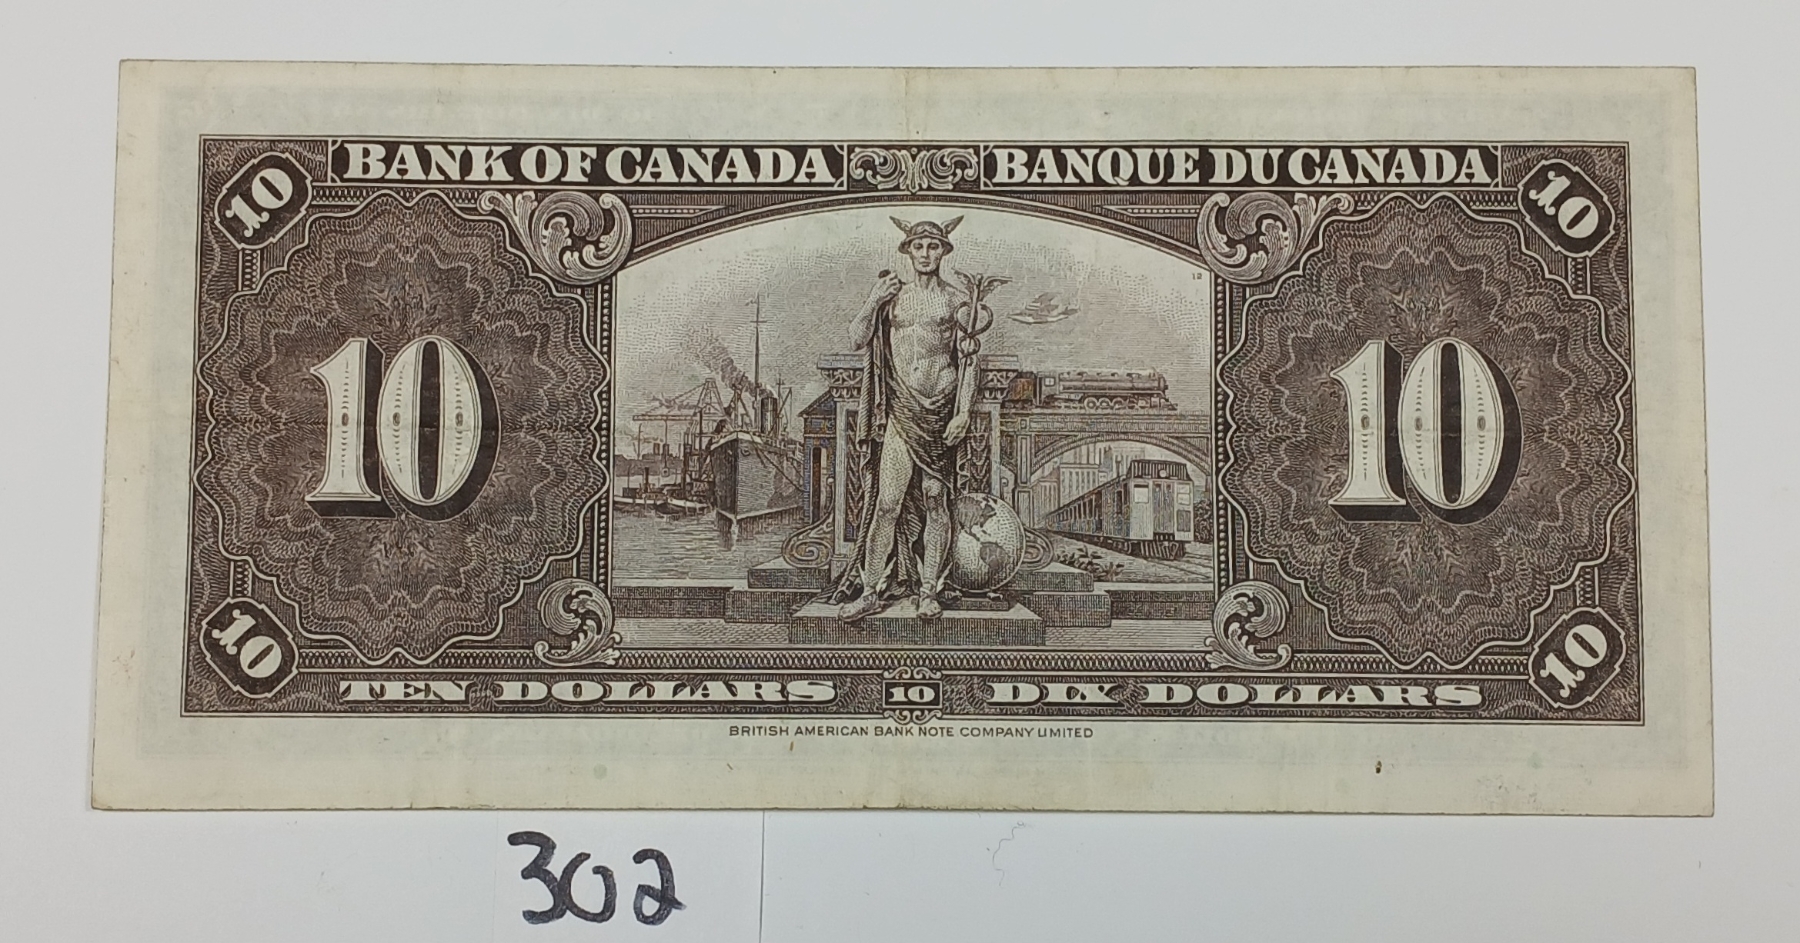 BANK OF CANADA BANQUE DU CANADA
10 10
12
10 10
10 10
TEN DOLLARS 10 DIX DOLLARS
BRITISH AMERICAN BANK NOTE COMPANY LIMITED
302